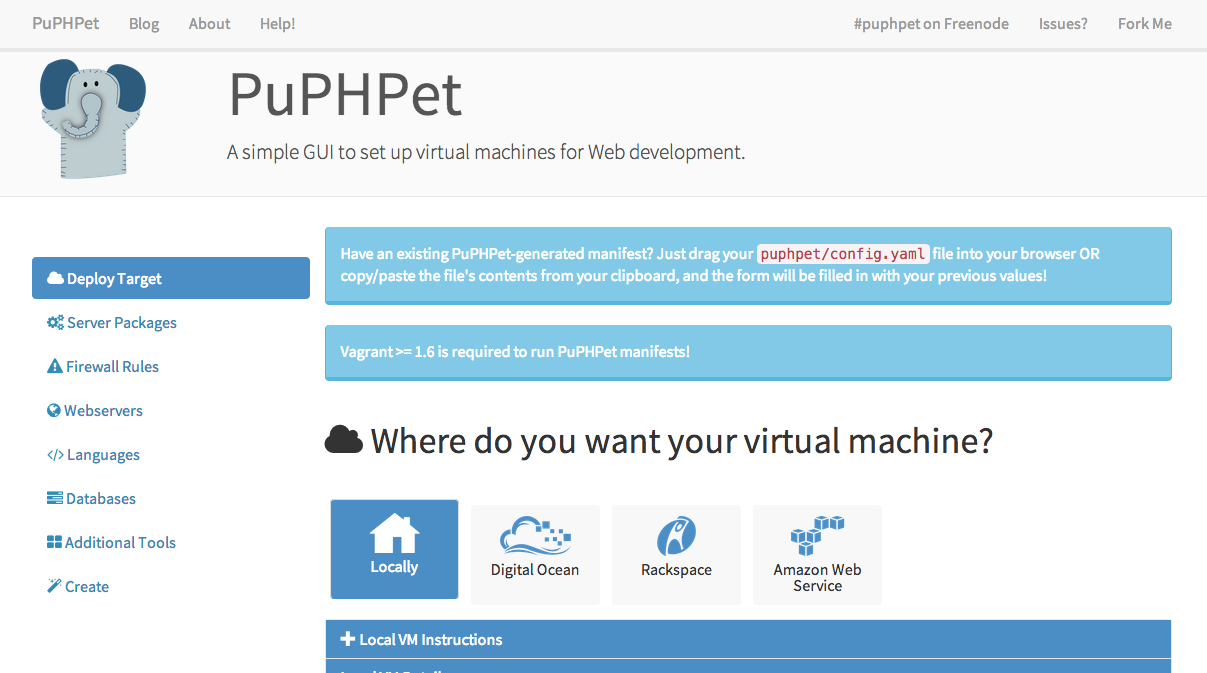 PuPHPet Blog About Help! #puphpet on Freenode Issues? Fork Me
PuPHPet
A simple GUI to set up virtual machines for Web development.
Deploy Target
Server Packages
Firewall Rules
Webservers
Languages
Databases
Additional Tools
Create
Have an existing PuPHPet-generated manifest? Just drag your puphpet/config.yaml file into your browser OR
copy/paste the file's contents from your clipboard, and the form will be filled in with your previous values!
Vagrant >= 1.6 is required to run PuPHPet manifests!
Where do you want your virtual machine?
Locally
Digital Ocean
Rackspace
Amazon Web
Service
Local VM Instructions